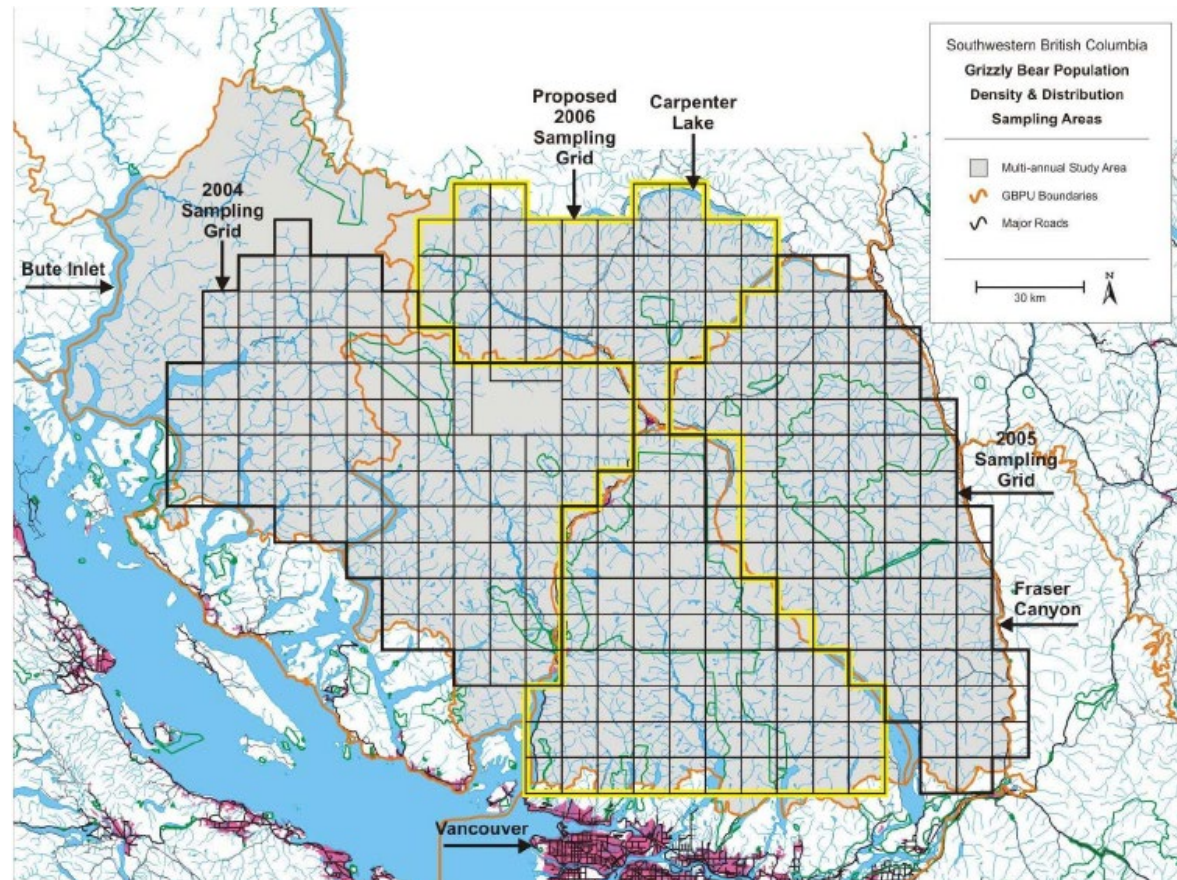 Southwestern British Columbia
Grizzly Bear Population
Density & Distribution
Sampling Areas
Multi-annual Study Area
GBPU Boundaries
Major Roads
30 km
N
Proposed
2006
Sampling
Grid
Carpenter
Lake
2004
Sampling
Grid
Bute Inlet
2005
Sampling
Grid
Fraser
Canyon
Vancouver